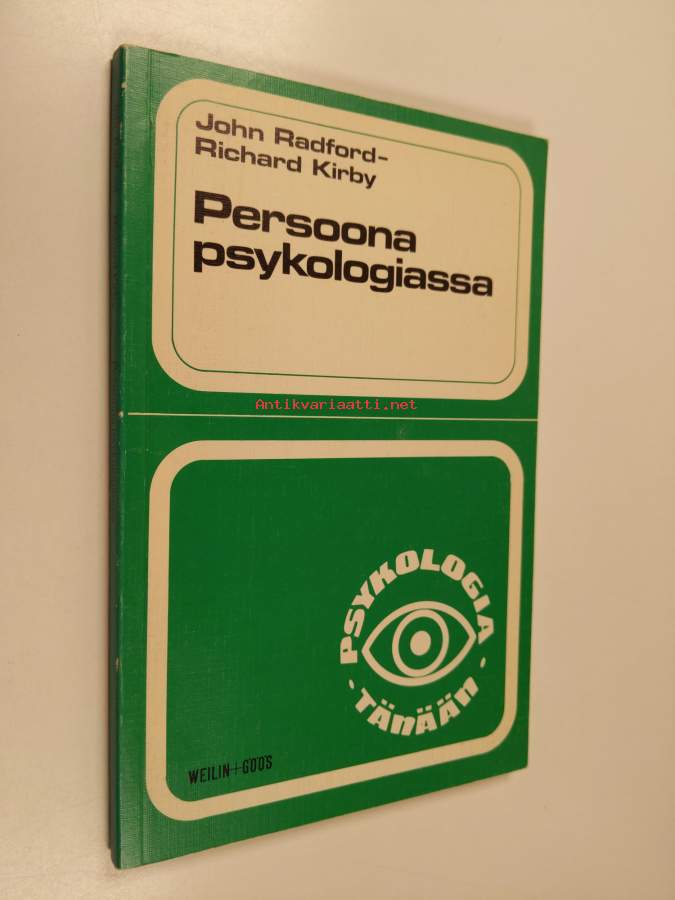 John Radford-
Richard Kirby
Persoona
psykologiassa
Antikvariaatti.net
PSYKOLOGIA
· TÄNÄÄN ·
WEILIN+GÖÖS